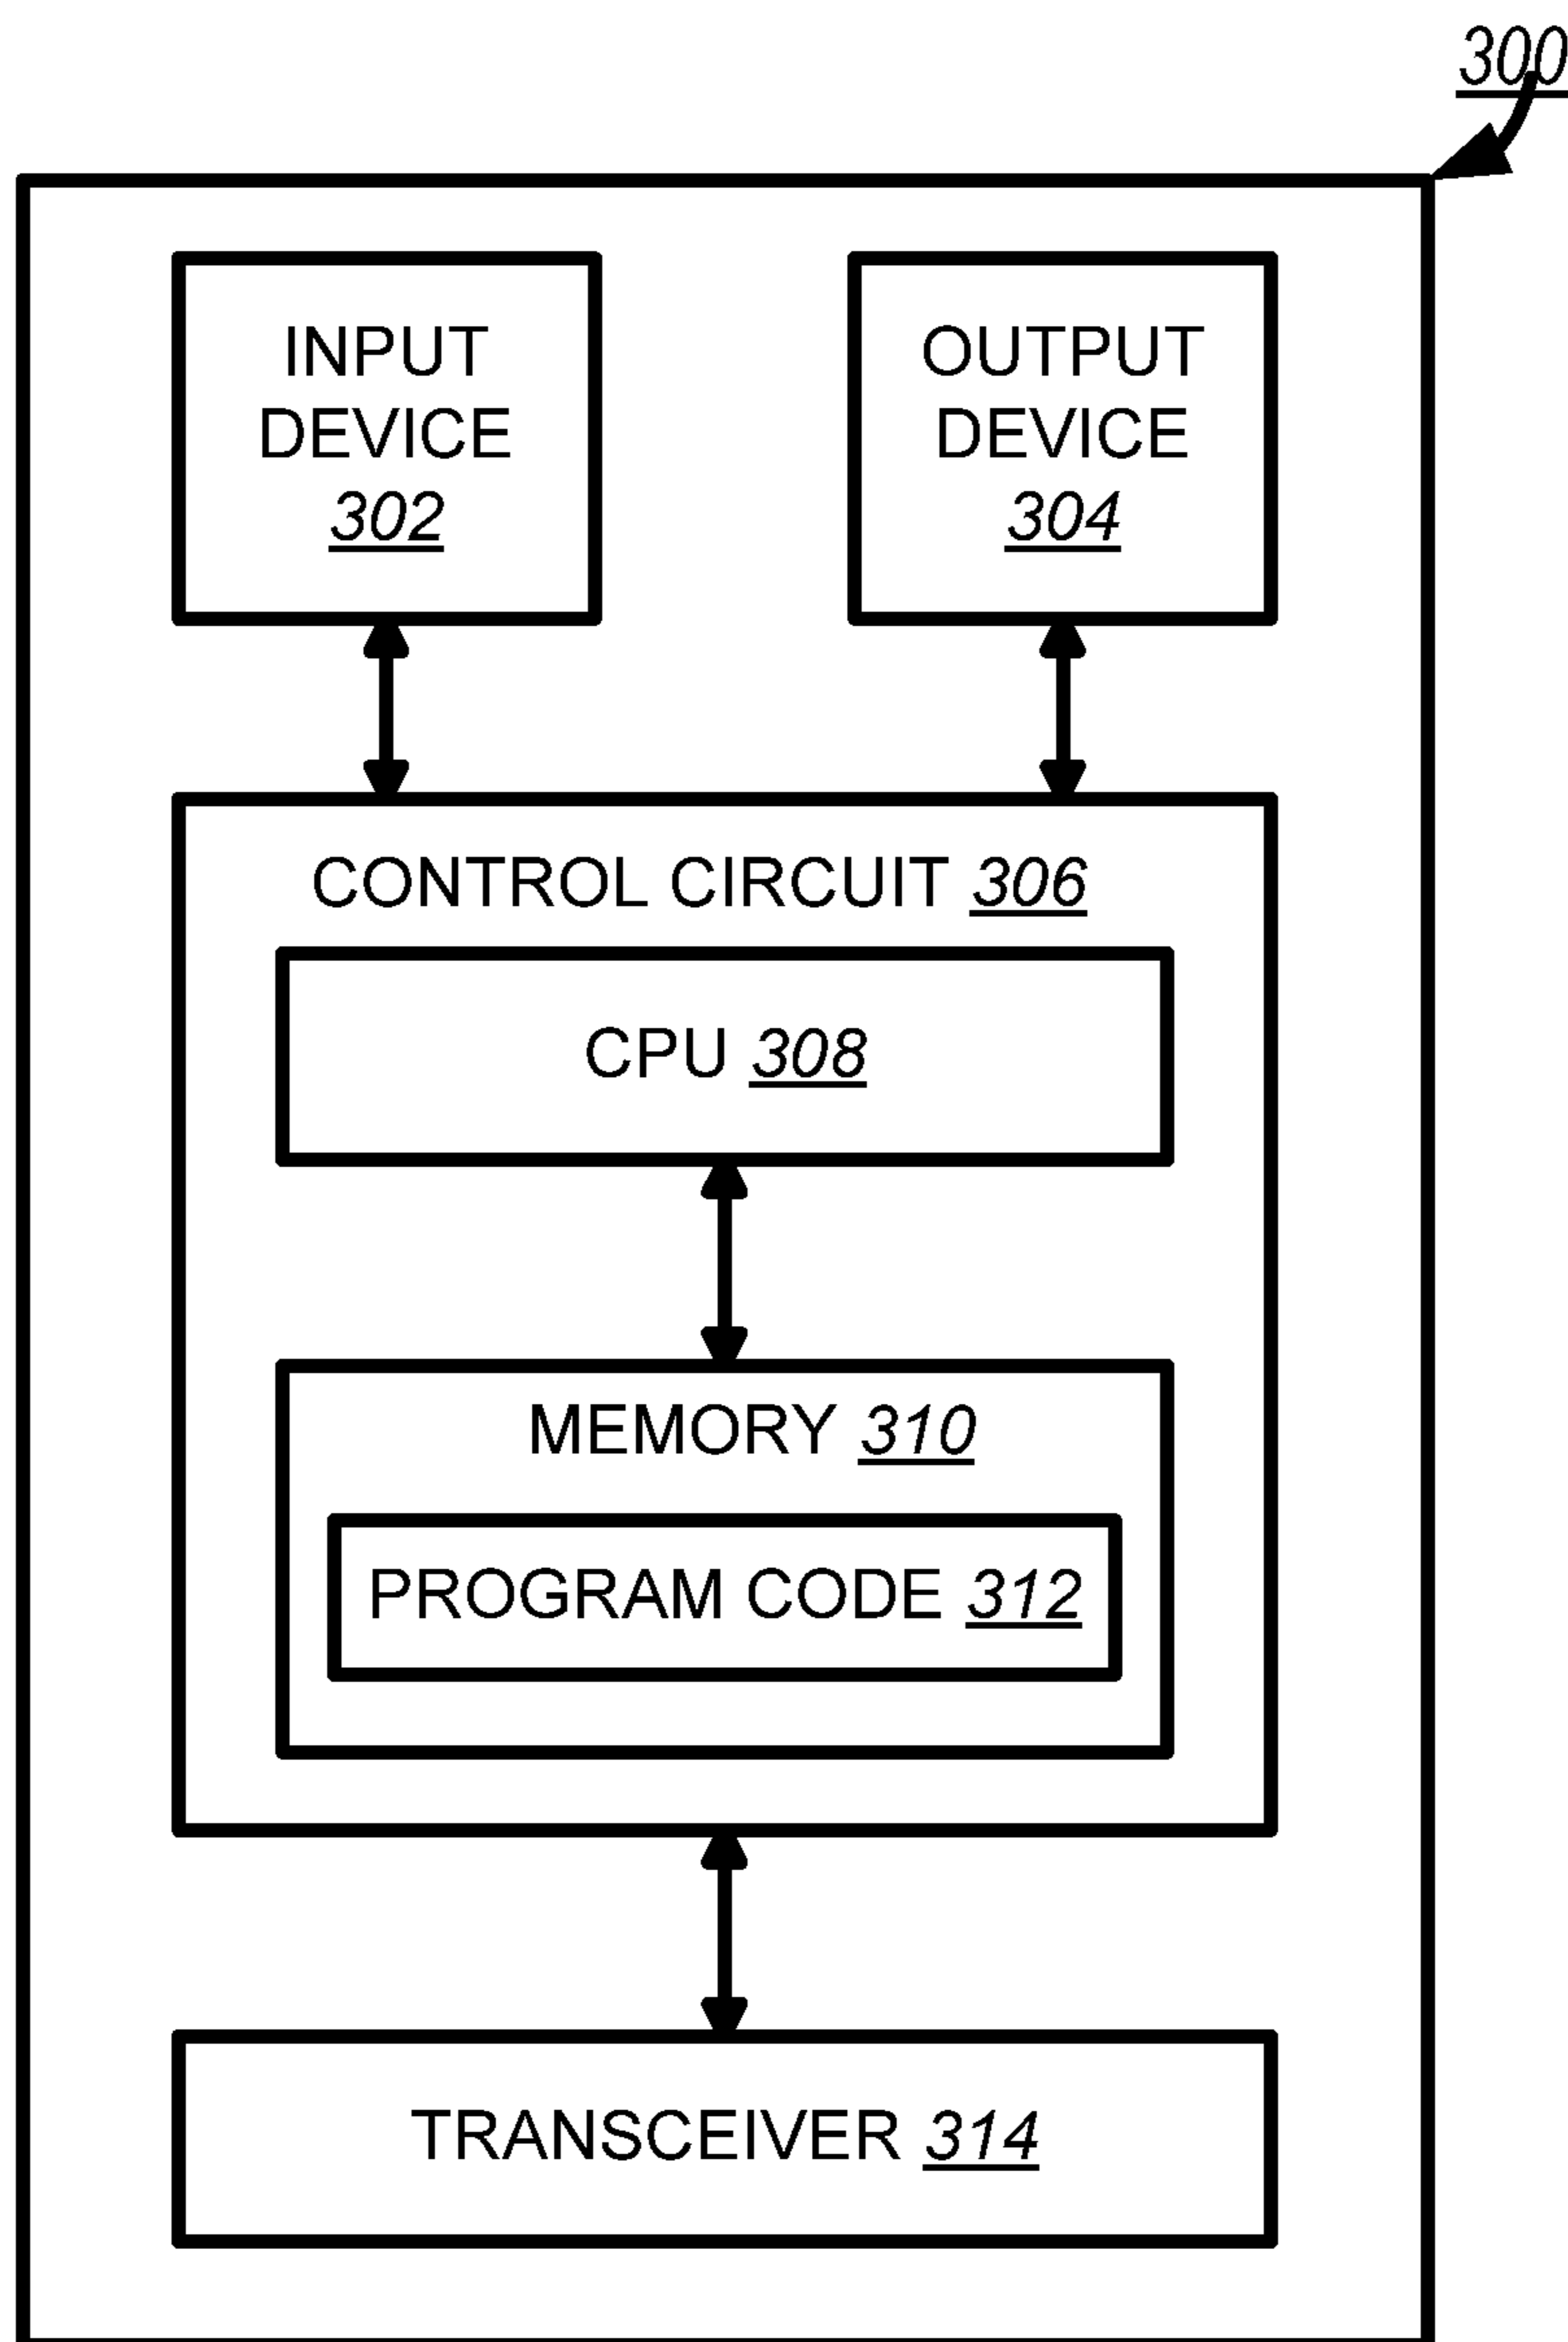 300
INPUT
DEVICE
302
OUTPUT
DEVICE
304
CONTROL CIRCUIT 306
CPU 308
MEMORY 310
PROGRAM CODE 312
TRANSCEIVER 314